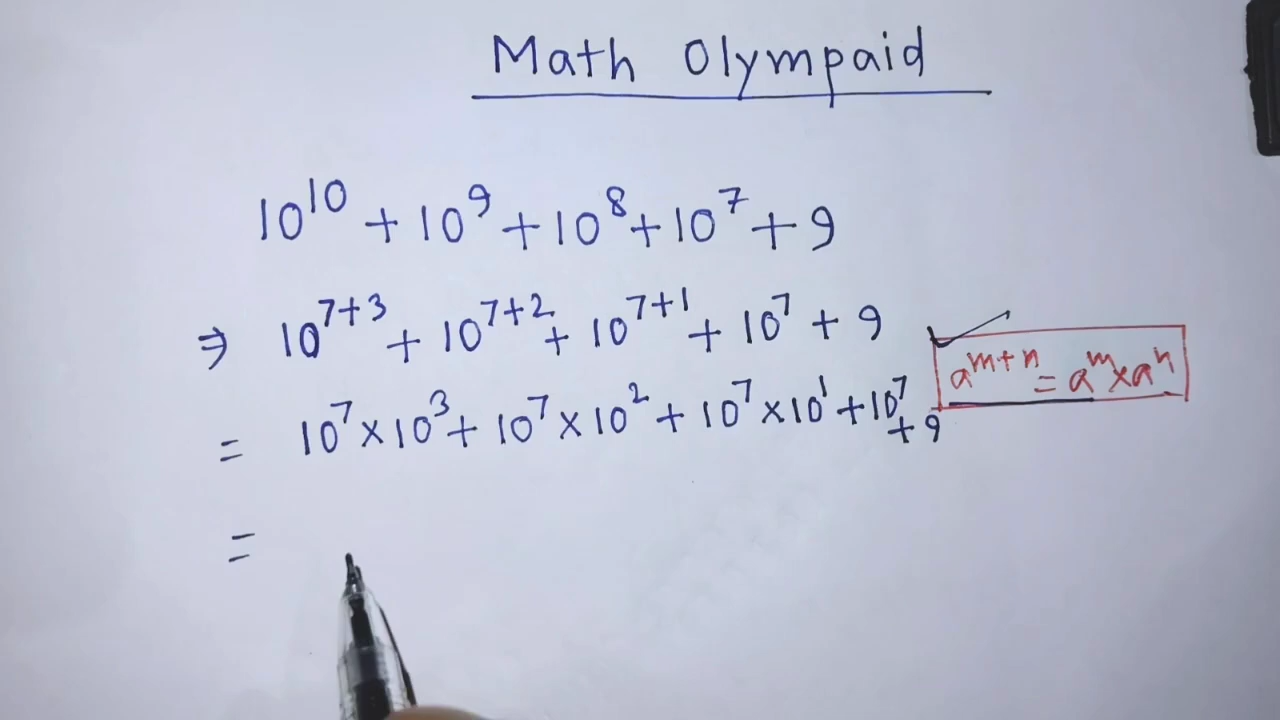 Math Olympaid
10^10 + 10^9 + 10^8 + 10^7 + 9
⇒ 10^7+3 + 10^7+2 + 10^7+1 + 10^7 + 9
a^m+n = a^m × a^n
= 10^7 × 10^3 + 10^7 × 10^2 + 10^7 × 10^1 + 10^7
+ 9
=